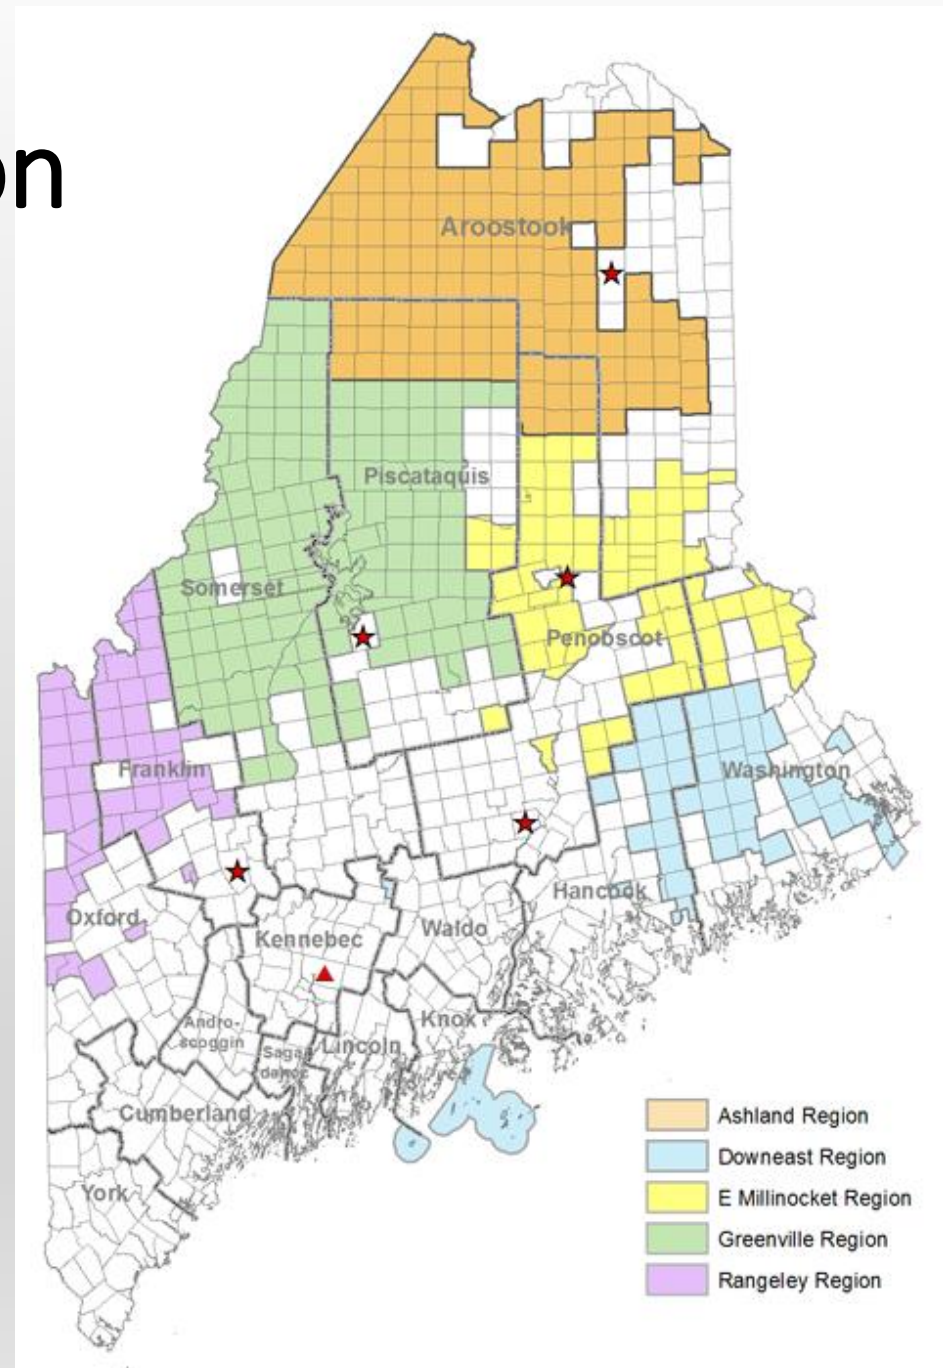 on
Aroostook
Piscataquis
Somerset
Penobscot
Franklin
Washington
Hancock
Oxford
Kennebec
Waldo
Andro-
scoggin
Knox
Lincoln
Saga
dahoc
Cumberland
York
Ashland Region
Downeast Region
E Millinocket Region
Greenville Region
Rangeley Region